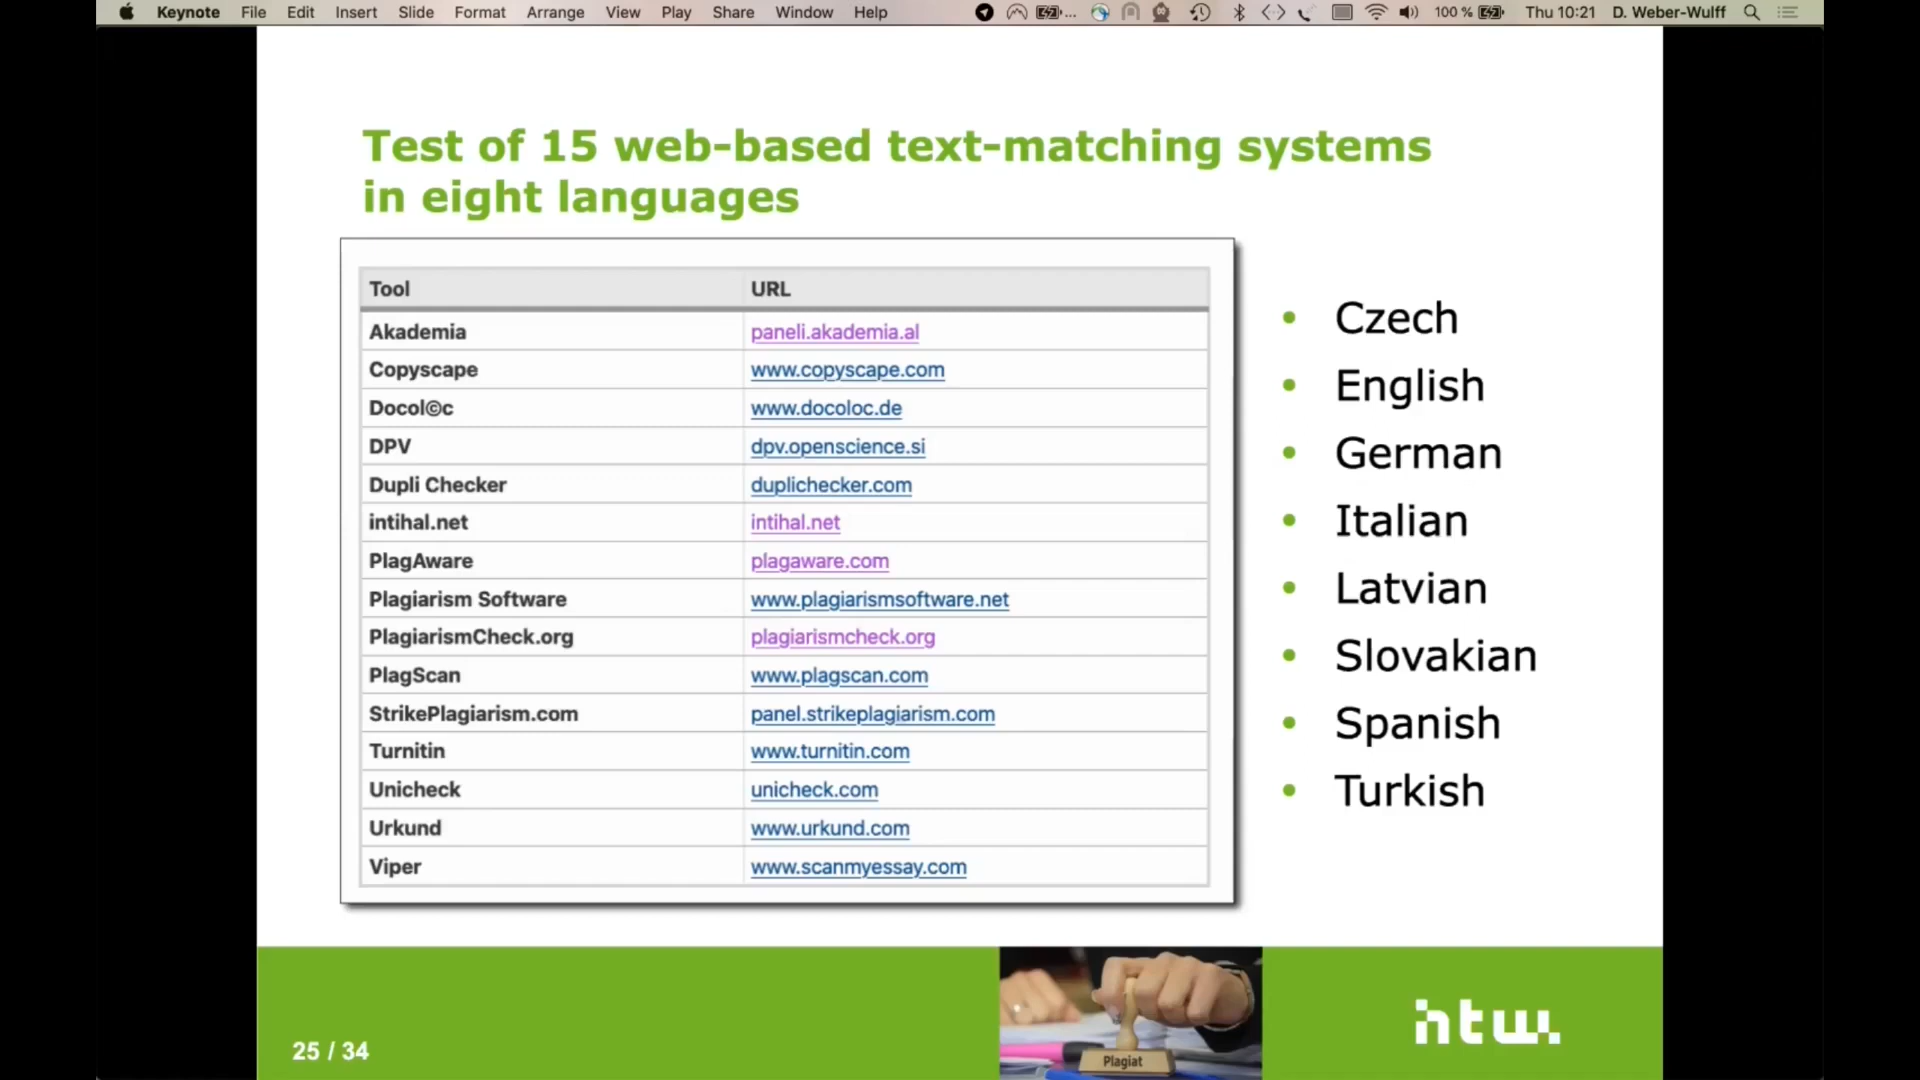 Keynote File Edit Insert Slide Format Arrange View Play Share Window Help 100 % Thu 10:21 D. Weber-Wulff
Test of 15 web-based text-matching systems
in eight languages
Tool URL
Akademia paneli.akademia.al
Copyscape www.copyscape.com
Docol©c www.docoloc.de
DPV dpv.openscience.si
Dupli Checker duplichecker.com
intihal.net intihal.net
PlagAware plagaware.com
Plagiarism Software www.plagiarismsoftware.net
PlagiarismCheck.org plagiarismcheck.org
PlagScan www.plagscan.com
StrikePlagiarism.com panel.strikeplagiarism.com
Turnitin www.turnitin.com
Unicheck unicheck.com
Urkund www.urkund.com
Viper www.scanmyessay.com
• Czech
• English
• German
• Italian
• Latvian
• Slovakian
• Spanish
• Turkish
25 / 34
Plagiat
htw.